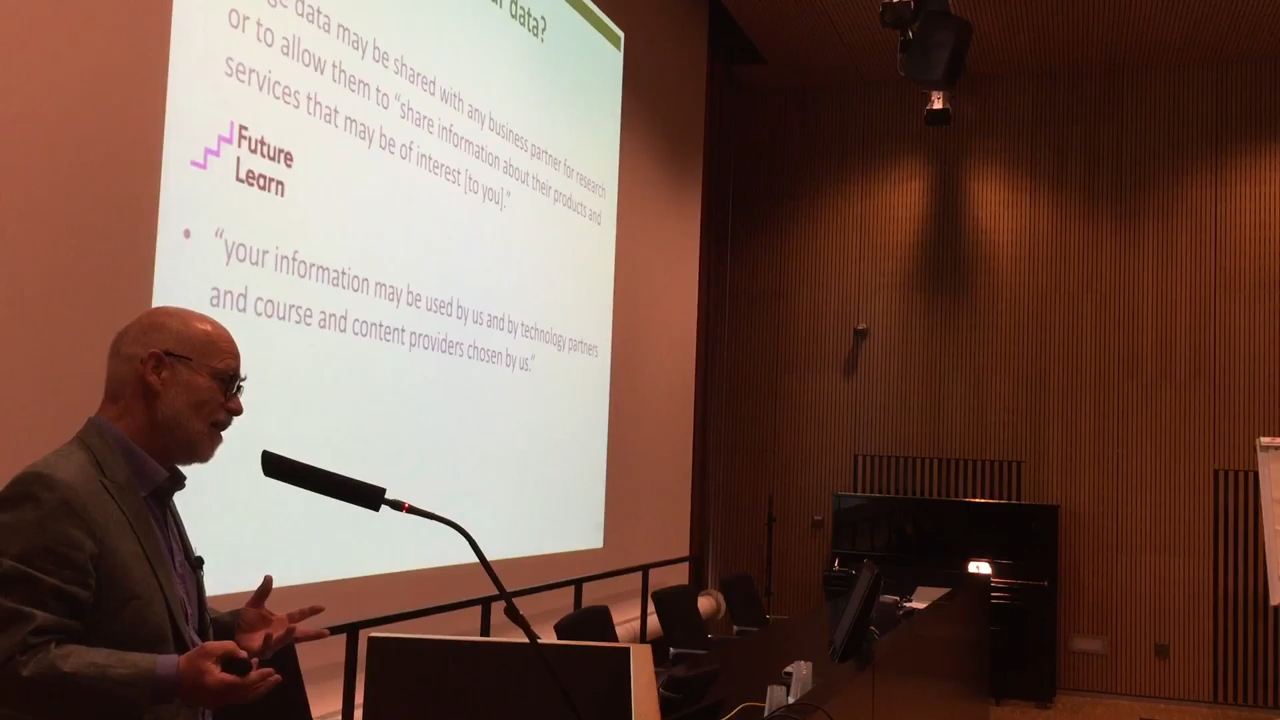 data?
data may be shared with any business partner for research
or to allow them to “share information about their products and
services that may be of interest [to you].”
Future
Learn
• “your information may be used by us and by technology partners
and course and content providers chosen by us.”